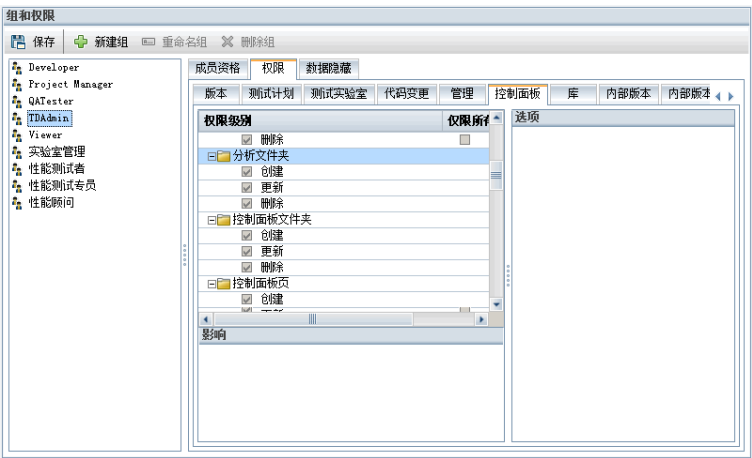 组和权限
保存 新建组 重命名组 删除组
Developer
Project Manager
QATester
TDAdmin
Viewer
实验室管理
性能测试者
性能测试专员
性能顾问
成员资格 权限 数据隐藏
版本 测试计划 测试实验室 代码变更 管理 控制面板 库 内部版本 内部版本
权限级别 仅限所有
删除
分析文件夹
创建
更新
删除
控制面板文件夹
创建
更新
删除
控制面板页
创建
影响
选项